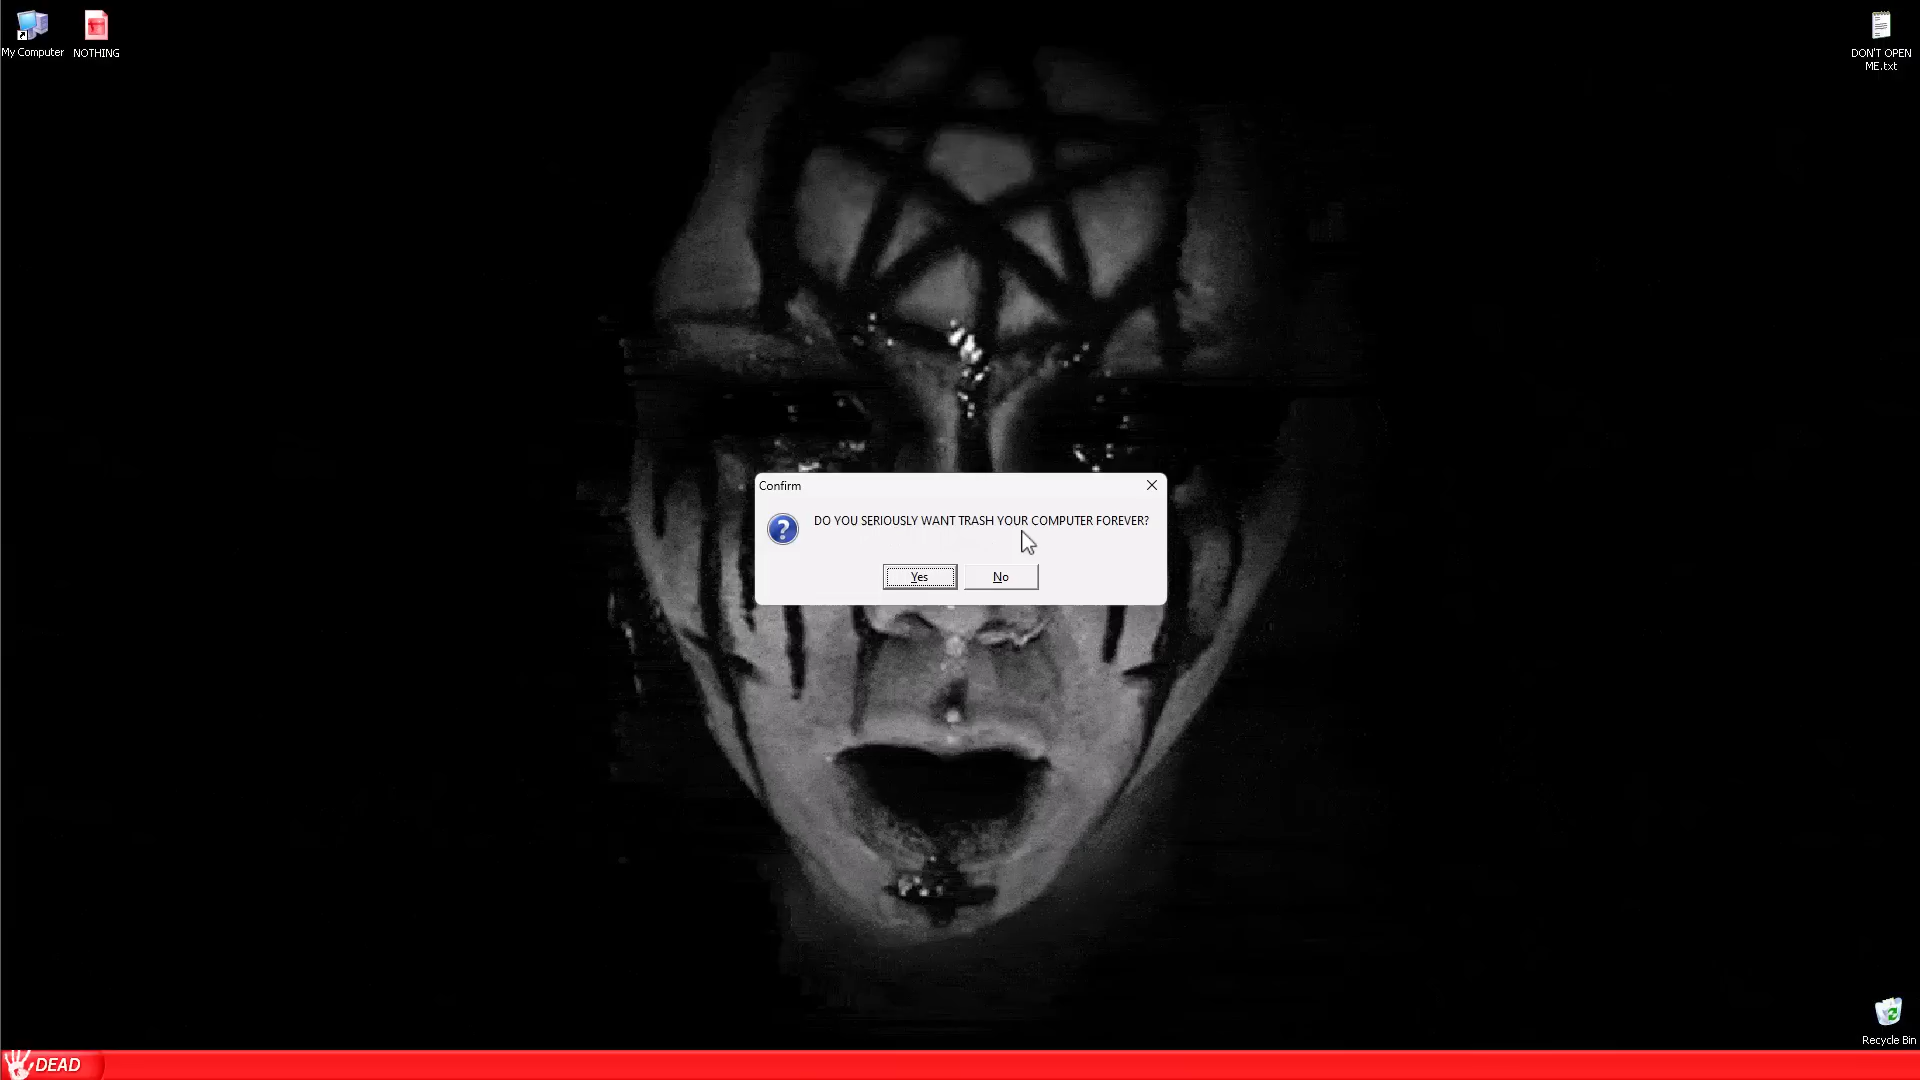 My Computer
NOTHING
DON'T OPEN
ME.txt
Confirm
DO YOU SERIOUSLY WANT TRASH YOUR COMPUTER FOREVER?
Yes
No
Recycle Bin
DEAD